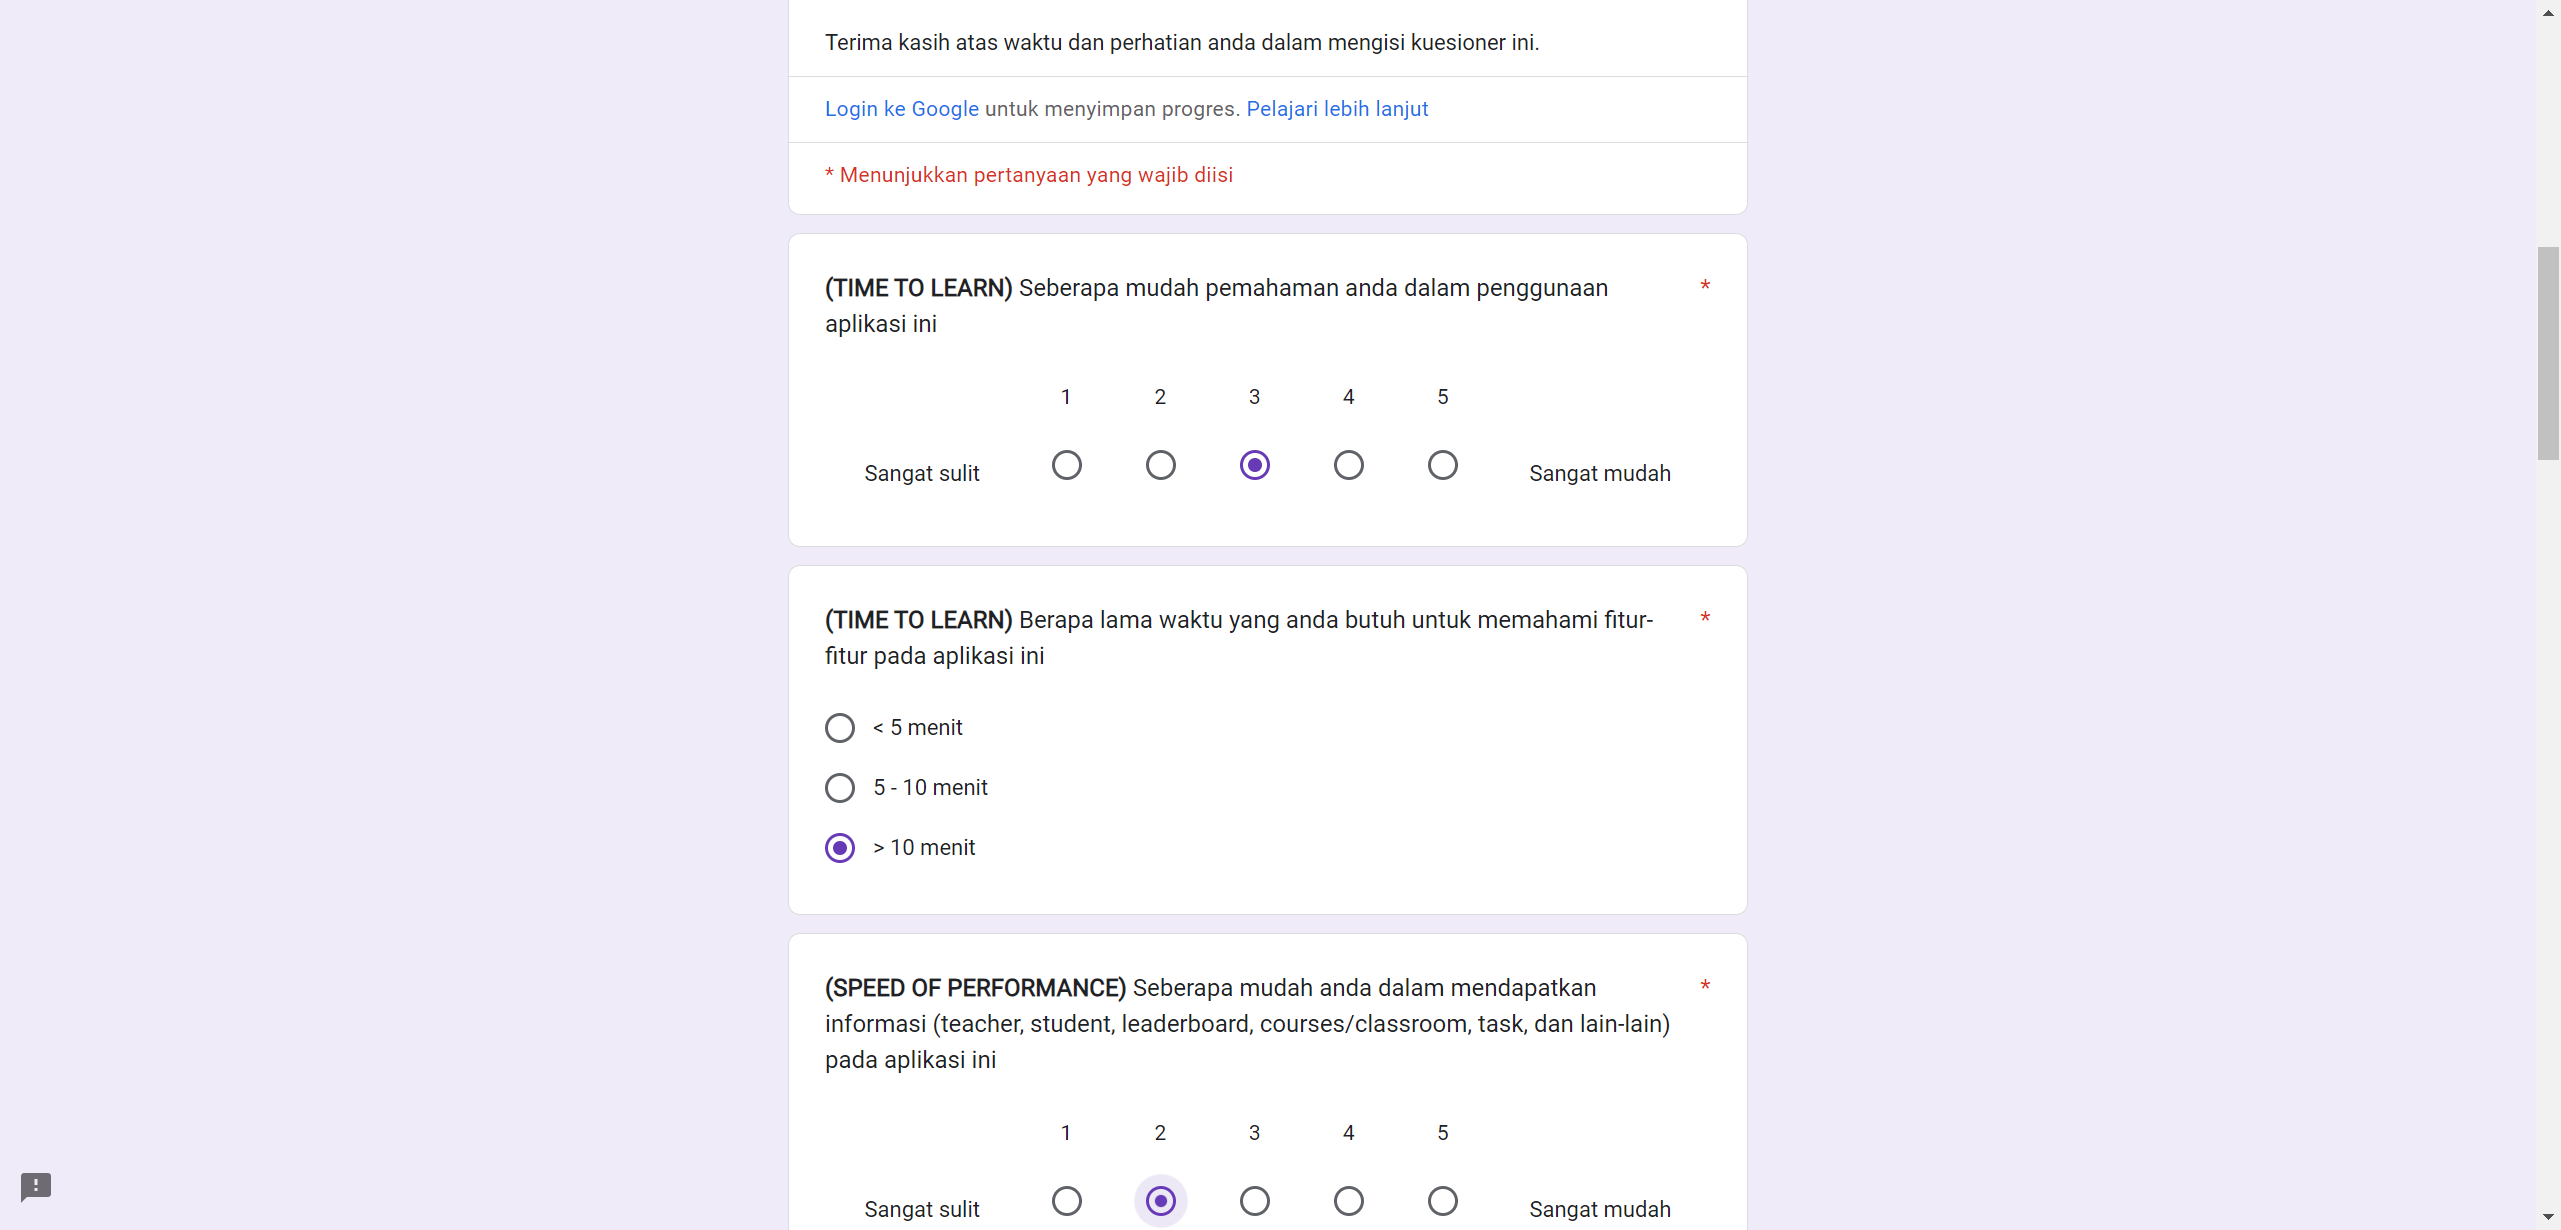 Terima kasih atas waktu dan perhatian anda dalam mengisi kuesioner ini.
Login ke Google untuk menyimpan progres. Pelajari lebih lanjut
* Menunjukkan pertanyaan yang wajib diisi
(TIME TO LEARN) Seberapa mudah pemahaman anda dalam penggunaan *
aplikasi ini
1 2 3 4 5
Sangat sulit Sangat mudah
(TIME TO LEARN) Berapa lama waktu yang anda butuh untuk memahami fitur- *
fitur pada aplikasi ini
< 5 menit
5 - 10 menit
> 10 menit
(SPEED OF PERFORMANCE) Seberapa mudah anda dalam mendapatkan *
informasi (teacher, student, leaderboard, courses/classroom, task, dan lain-lain)
pada aplikasi ini
1 2 3 4 5
Sangat sulit Sangat mudah